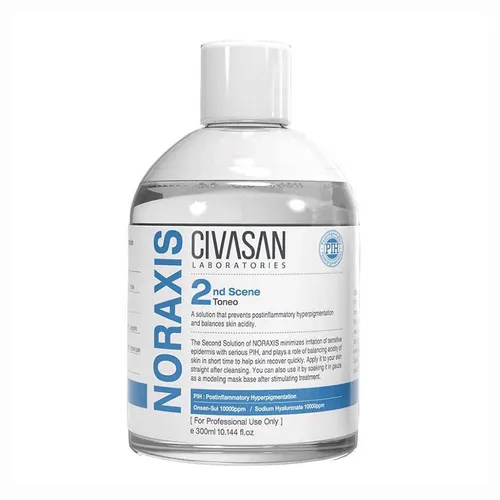 NORAXIS
CIVASAN
LABORATORIES
PIH
2nd Scene
Toneo
A solution that prevents postinflammatory hyperpigmentation
and balances skin acidity.
The Second Solution of NORAXIS minimizes irritation of sensitive
epidermis with serious PIH, and plays a role of balancing acidity of
skin in short time to help skin recover quickly. Apply it to your skin
straight after cleansing. You can also use it by soaking it in gauze
as a modeling mask base after stimulating treatment.
PIH : Postinflammatory Hyperpigmentation
Onsen-Sui 10000ppm / Sodium Hyaluronate 10000ppm
[ For Professional Use Only ]
e 300ml 10.144 fl.oz